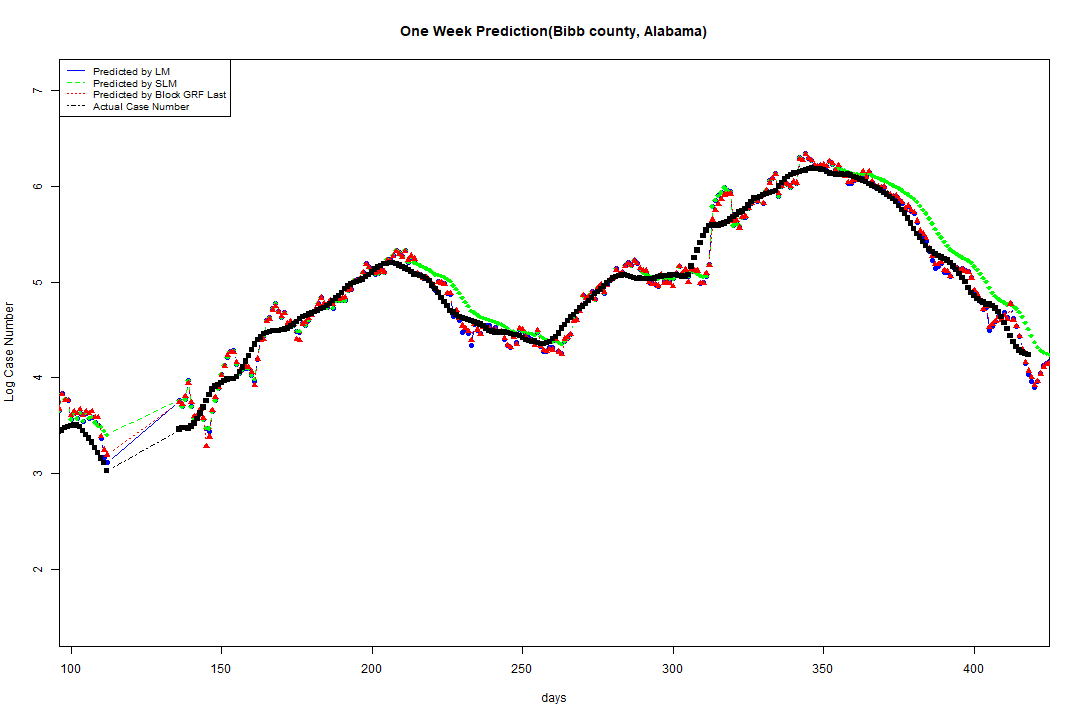 One Week Prediction(Bibb county, Alabama)
Predicted by LM
Predicted by SLM
Predicted by Block GRF Last
Actual Case Number
7
6
5
4
3
2
Log Case Number
100 150 200 250 300 350 400
days